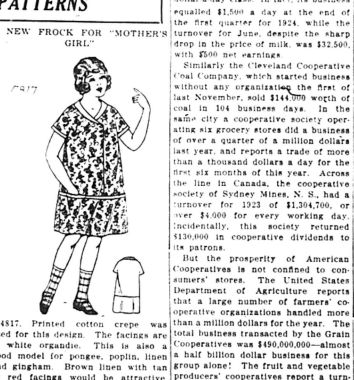 PATTERNS
NEW FROCK FOR "MOTHER'S
GIRL"
4817
4817. Printed cotton crepe was
used for this design. The facings are
white organdie. This is also a
good model for pongee, poplin, linen
and gingham. Brown linen with tan
red facings would be attractive
equalled $1,500 a day at the end of
the first quarter for 1924, while the
turnover for June, despite the sharp
drop in the price of milk, was $32,500,
with $500 net earnings.
Similarly the Cleveland Cooperative
Coal Company, which started business
without any organization the first of
last November, sold $144,000 worth of
coal in 104 business days. In the
same city a cooperative society oper-
ating six grocery stores did a business
of over a quarter of a million dollars
last year, and reports a trade of more
than a thousand dollars a day for the
first six months of this year. Across
the line in Canada, the cooperative
society of Sydney Mines, N. S., had a
turnover for 1923 of $1,304,700, or
over $4,000 for every working day.
Incidentally, this society returned
$130,000 in cooperative dividends to
its patrons.
But the prosperity of American
Cooperatives is not confined to con-
sumers' stores. The United States
Department of Agriculture reports
that a large number of farmers' co-
operative organizations handled more
than a million dollars for the year. The
total business transacted by the Grain
Cooperatives was $490,000,000—almost
a half billion dollar business for this
group alone! The fruit and vegetable
producers' cooperatives report a turn-